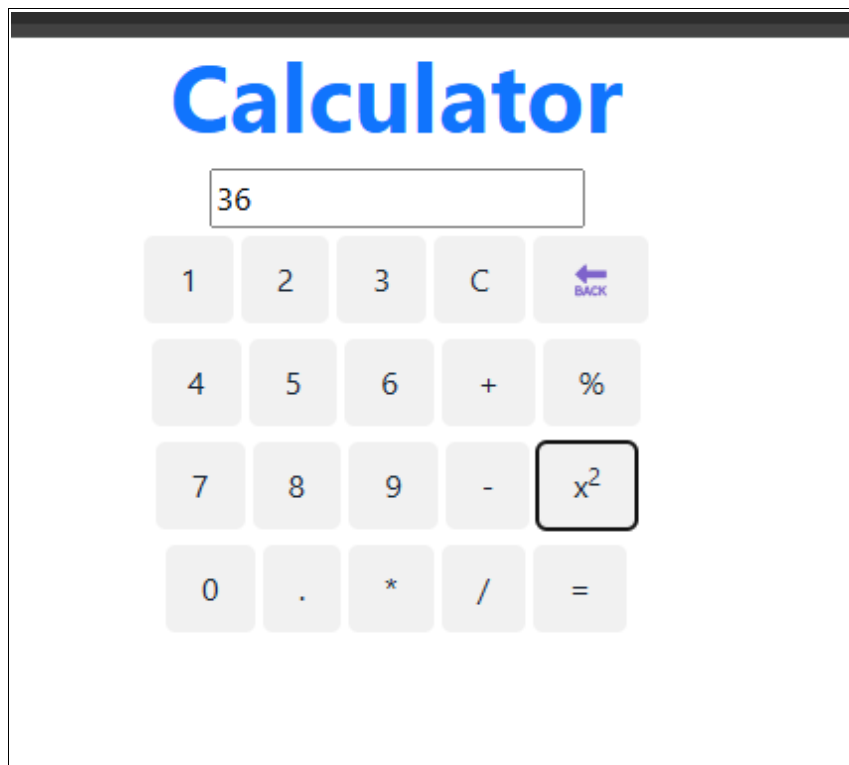 Calculator
36
1 2 3 C BACK
4 5 6 + %
7 8 9 - x²
0 . * / =